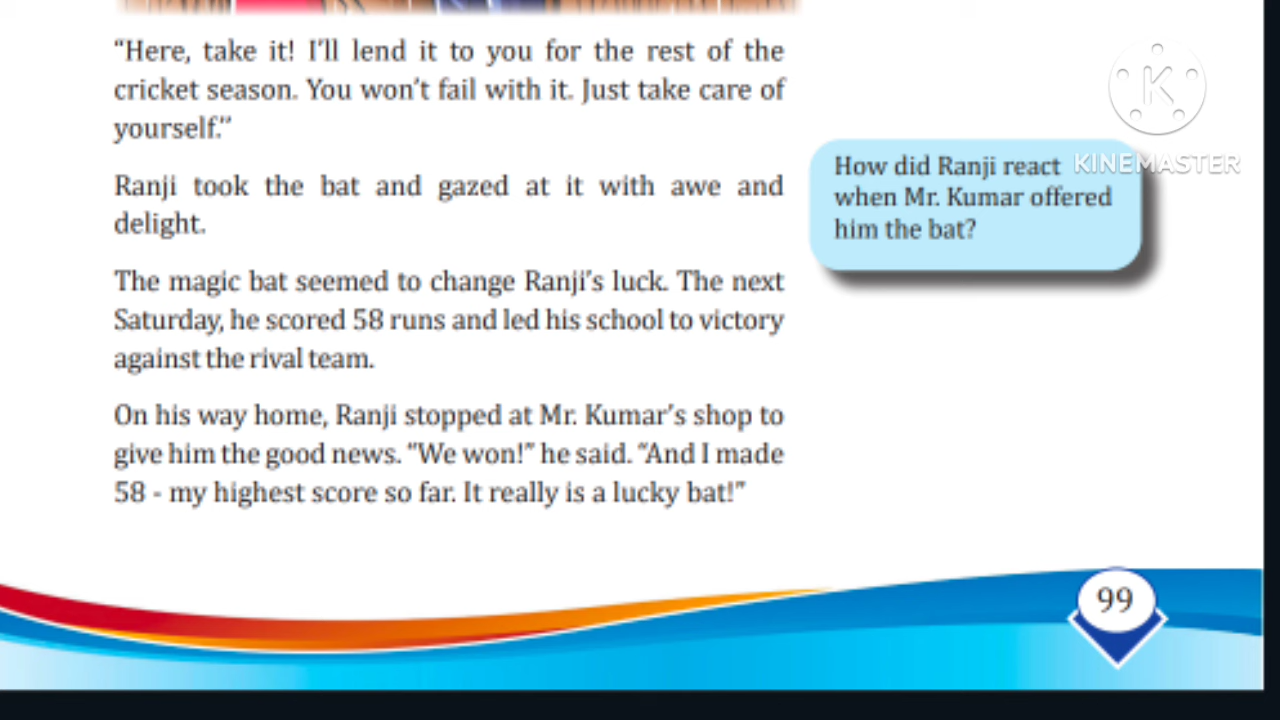 “Here, take it! I’ll lend it to you for the rest of the
cricket season. You won’t fail with it. Just take care of
yourself.”
Ranji took the bat and gazed at it with awe and
delight.
The magic bat seemed to change Ranji’s luck. The next
Saturday, he scored 58 runs and led his school to victory
against the rival team.
On his way home, Ranji stopped at Mr. Kumar’s shop to
give him the good news. “We won!” he said. “And I made
58 - my highest score so far. It really is a lucky bat!”
How did Ranji react
when Mr. Kumar offered
him the bat?
K
KINEMASTER
99